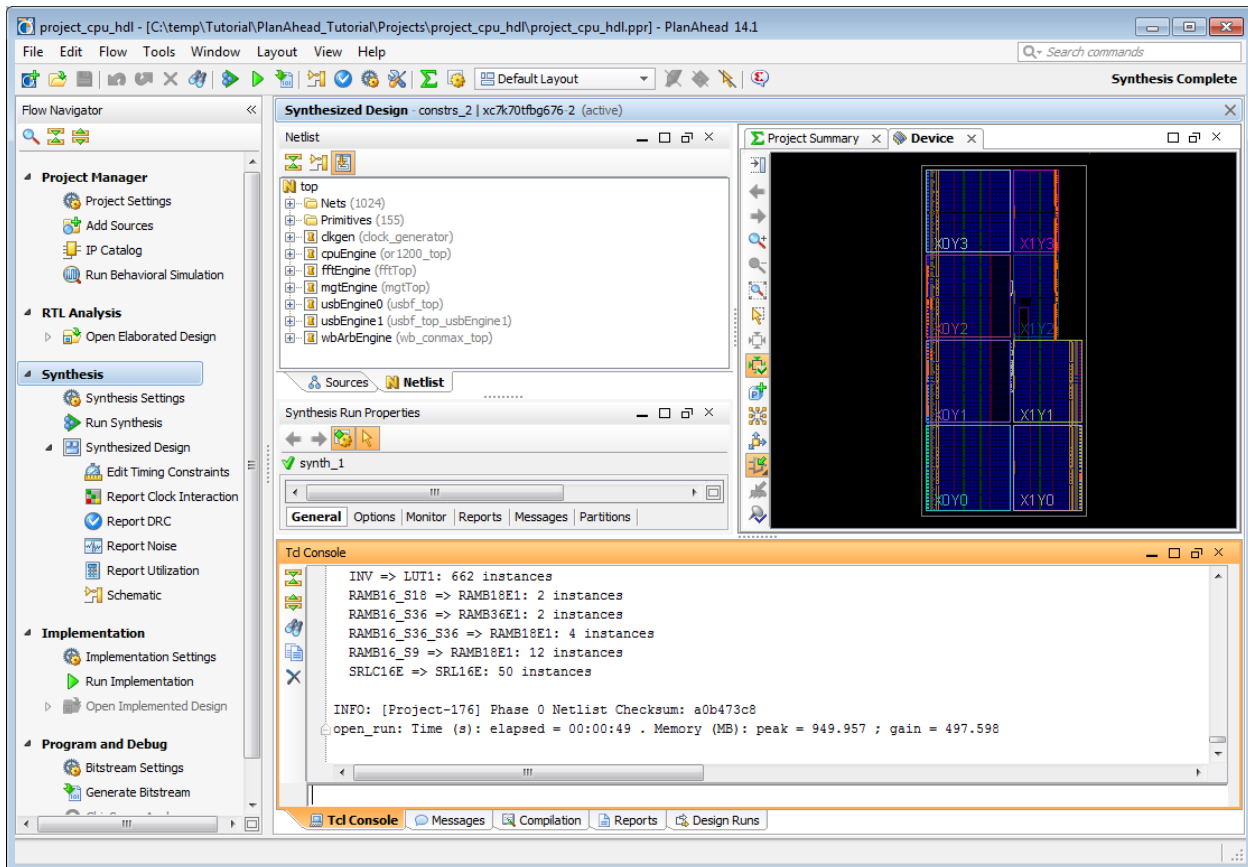 project_cpu_hdl - [C:\temp\Tutorial\PlanAhead_Tutorial\Projects\project_cpu_hdl\project_cpu_hdl.ppr] - PlanAhead 14.1
File Edit Flow Tools Window Layout View Help
Search commands
Default Layout
Synthesis Complete
Flow Navigator
Project Manager
Project Settings
Add Sources
IP Catalog
Run Behavioral Simulation
RTL Analysis
Open Elaborated Design
Synthesis
Synthesis Settings
Run Synthesis
Synthesized Design
Edit Timing Constraints
Report Clock Interaction
Report DRC
Report Noise
Report Utilization
Schematic
Implementation
Implementation Settings
Run Implementation
Open Implemented Design
Program and Debug
Bitstream Settings
Generate Bitstream
Synthesized Design - constrs_2 | xc7k70tfbg676-2 (active)
Netlist
top
Nets (1024)
Primitives (155)
clkgen (clock_generator)
cpuEngine (or1200_top)
fftEngine (fftTop)
mgtEngine (mgtTop)
usbEngine0 (usbf_top)
usbEngine1 (usbf_top_usbEngine1)
wbArbEngine (wb_conmax_top)
Sources Netlist
Synthesis Run Properties
synth_1
General Options Monitor Reports Messages Partitions
Project Summary Device
X0Y3 X1Y3
X0Y2 X1Y2
X0Y1 X1Y1
X0Y0 X1Y0
Tcl Console
INV => LUT1: 662 instances
RAMB16_S18 => RAMB18E1: 2 instances
RAMB16_S36 => RAMB36E1: 2 instances
RAMB16_S36_S36 => RAMB18E1: 4 instances
RAMB16_S9 => RAMB18E1: 12 instances
SRLC16E => SRL16E: 50 instances
INFO: [Project-176] Phase 0 Netlist Checksum: a0b473c8
open_run: Time (s): elapsed = 00:00:49 . Memory (MB): peak = 949.957 ; gain = 497.598
Tcl Console Messages Compilation Reports Design Runs